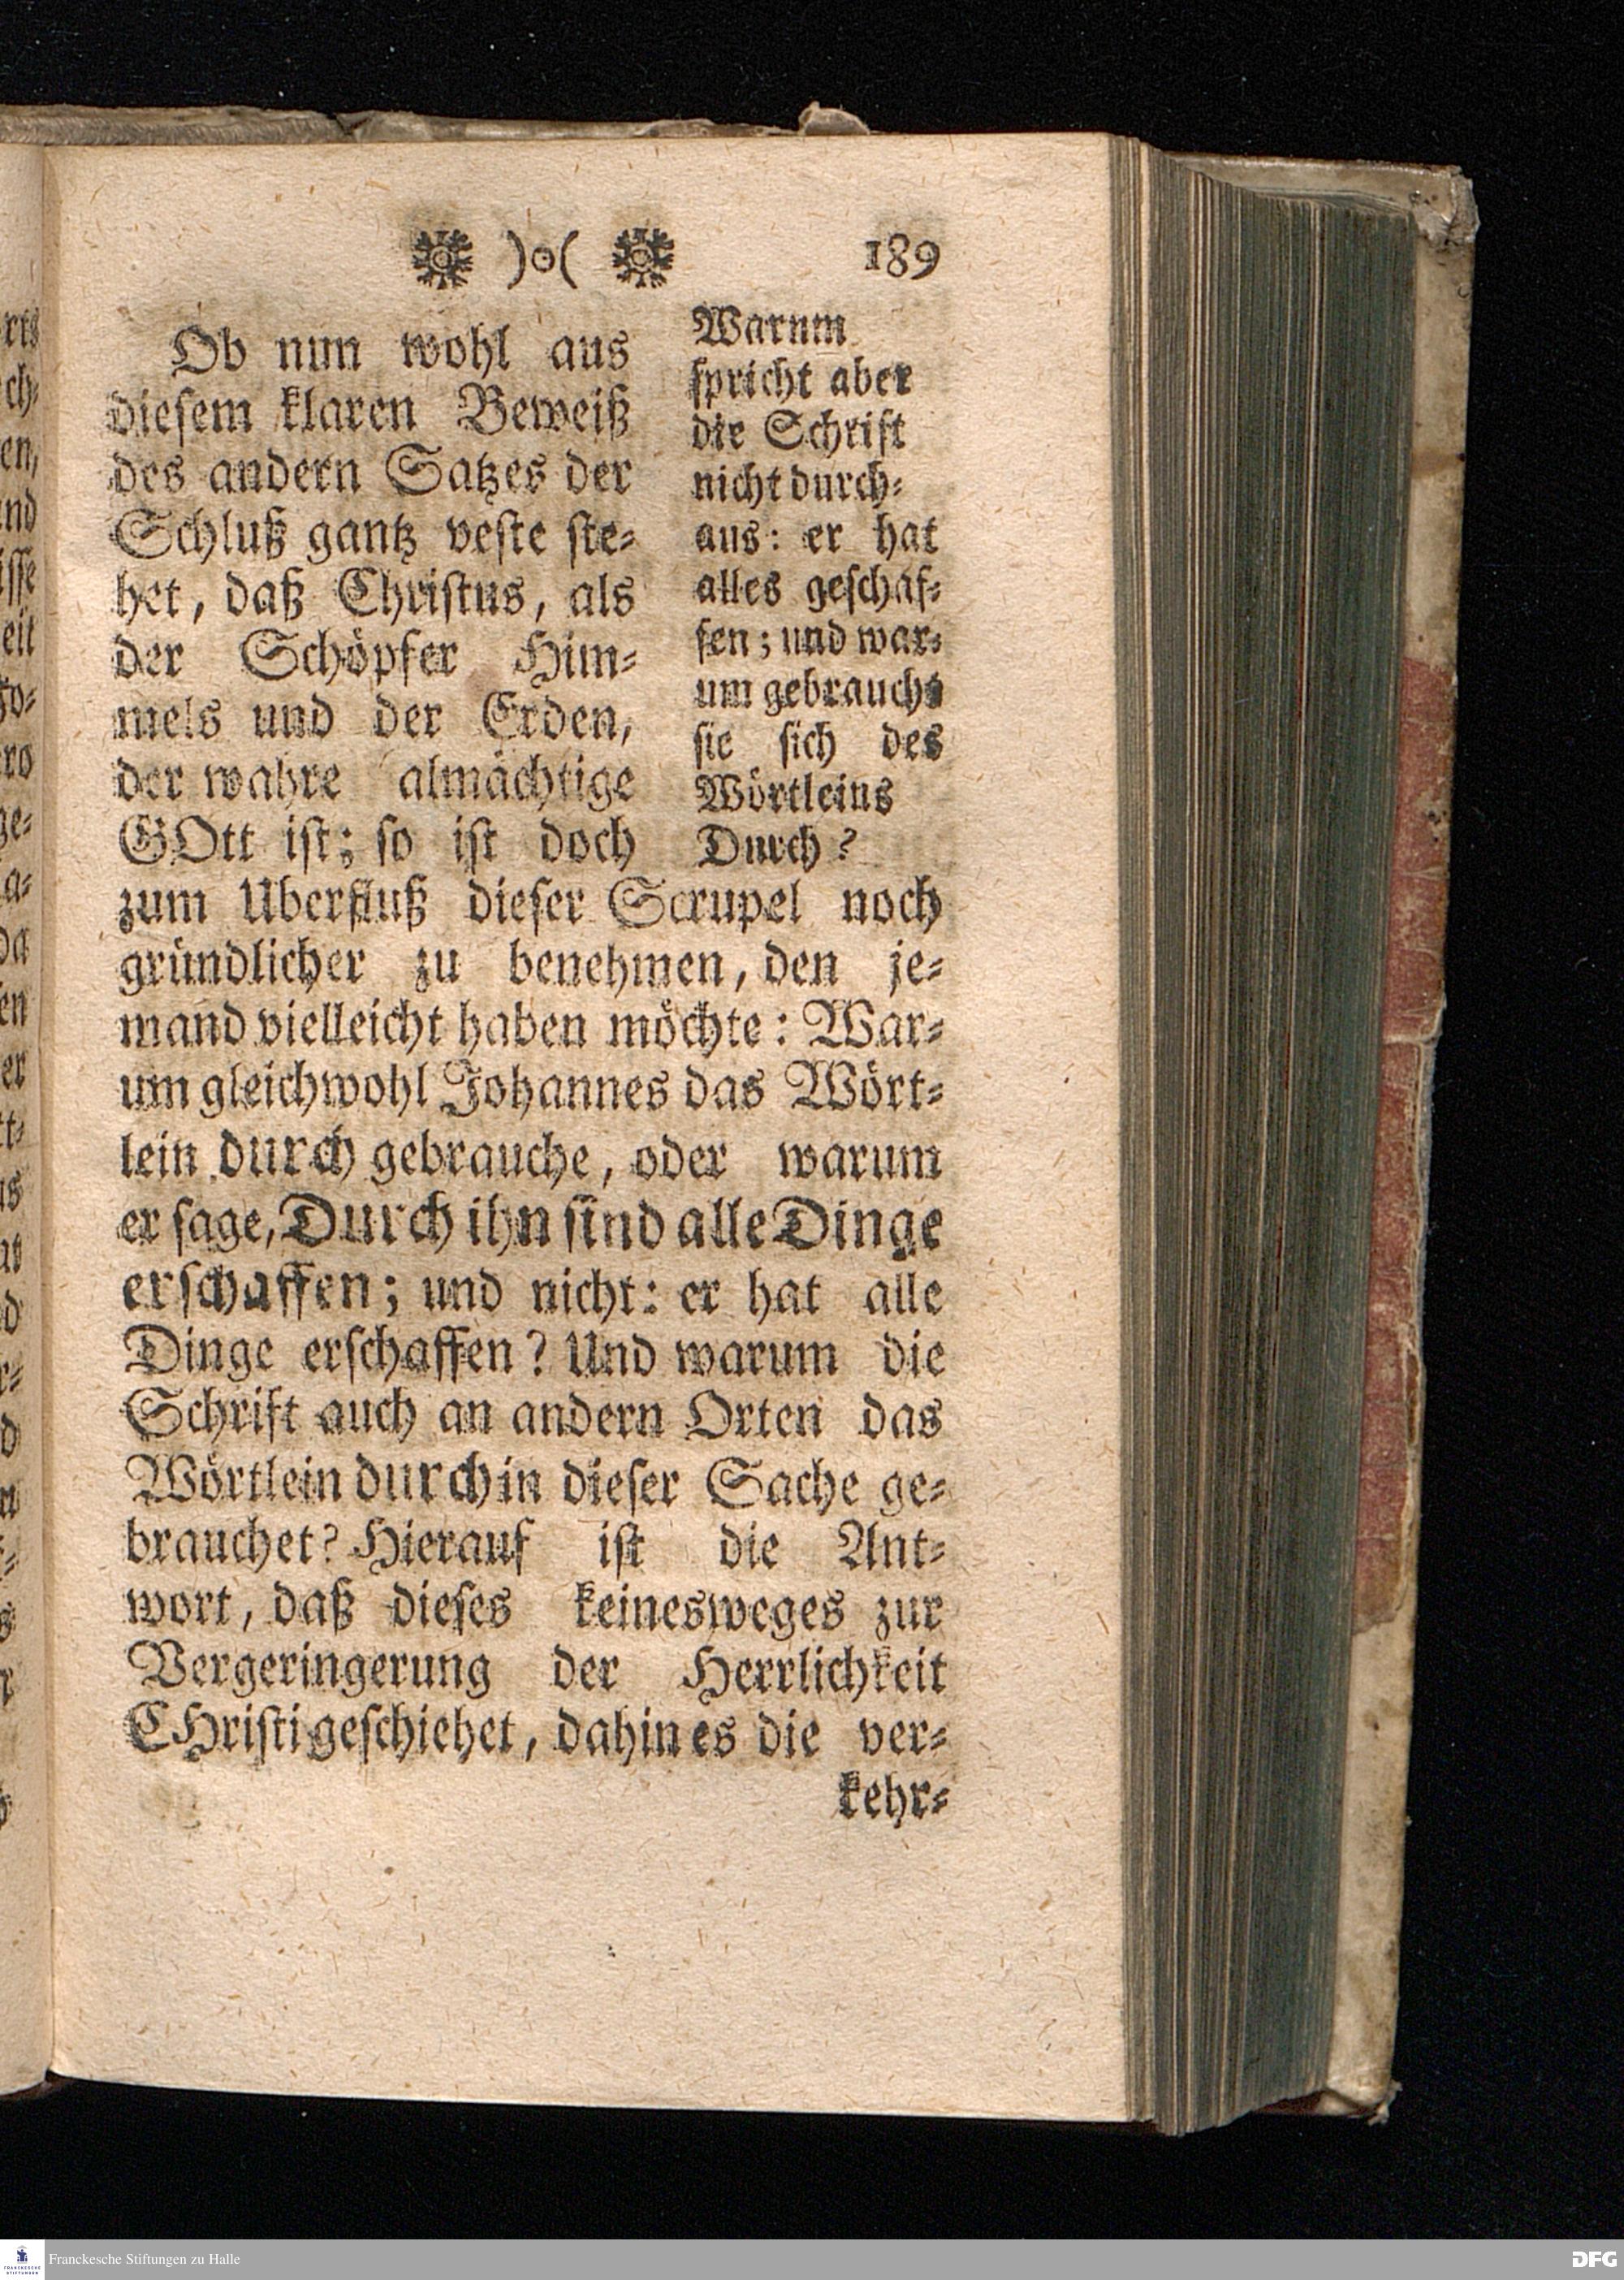 )o( 189
Ob nun wohl aus
diesem klaren Beweiß
des andern Satzes der
Schluß gantz veste ste-
het, daß Christus, als
der Schöpfer Him-
mels und der Erden,
der wahre almächtige
GOtt ist; so ist doch
Warum
spricht aber
die Schrift
nicht durch-
aus: er hat
alles geschaf-
fen; und war-
um gebraucht
sie sich des
Wörtleins
Durch?
zum Uberfluß dieser Scrupel noch
gründlicher zu benehmen, den je-
mand vielleicht haben möchte: War-
um gleichwohl Johannes das Wört-
lein durch gebrauche, oder warum
er sage, Durch ihn sind alle Dinge
erschaffen; und nicht: er hat alle
Dinge erschaffen? Und warum die
Schrift auch an andern Orten das
Wörtlein durch in dieser Sache ge-
brauchet? Hierauf ist die Ant-
wort, daß dieses keinesweges zur
Vergeringerung der Herrlichkeit
CHristi geschiehet, dahin es die ver-
kehr-
Franckesche Stiftungen zu Halle
DFG